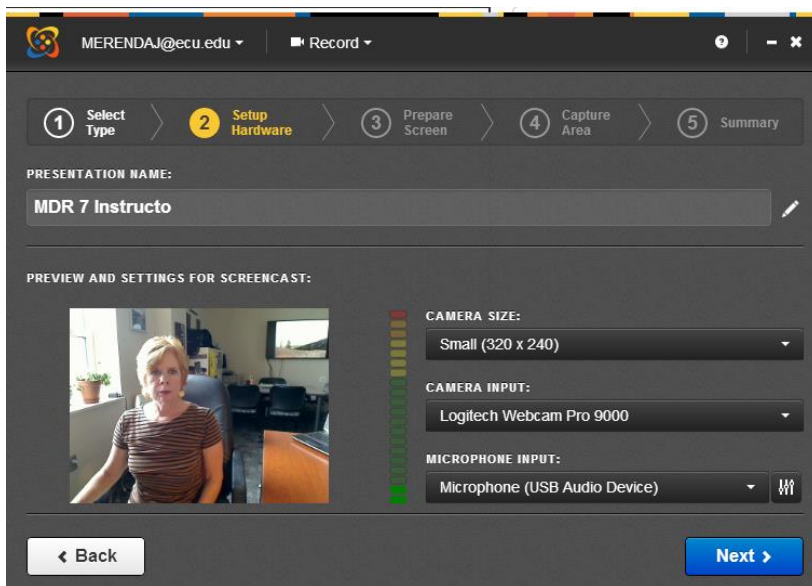 MERENDAJ@ecu.edu Record ?
1 Select Type 2 Setup Hardware 3 Prepare Screen 4 Capture Area 5 Summary
PRESENTATION NAME:
MDR 7 Instructo
PREVIEW AND SETTINGS FOR SCREENCAST:
CAMERA SIZE:
Small (320 x 240)
CAMERA INPUT:
Logitech Webcam Pro 9000
MICROPHONE INPUT:
Microphone (USB Audio Device)
Back Next